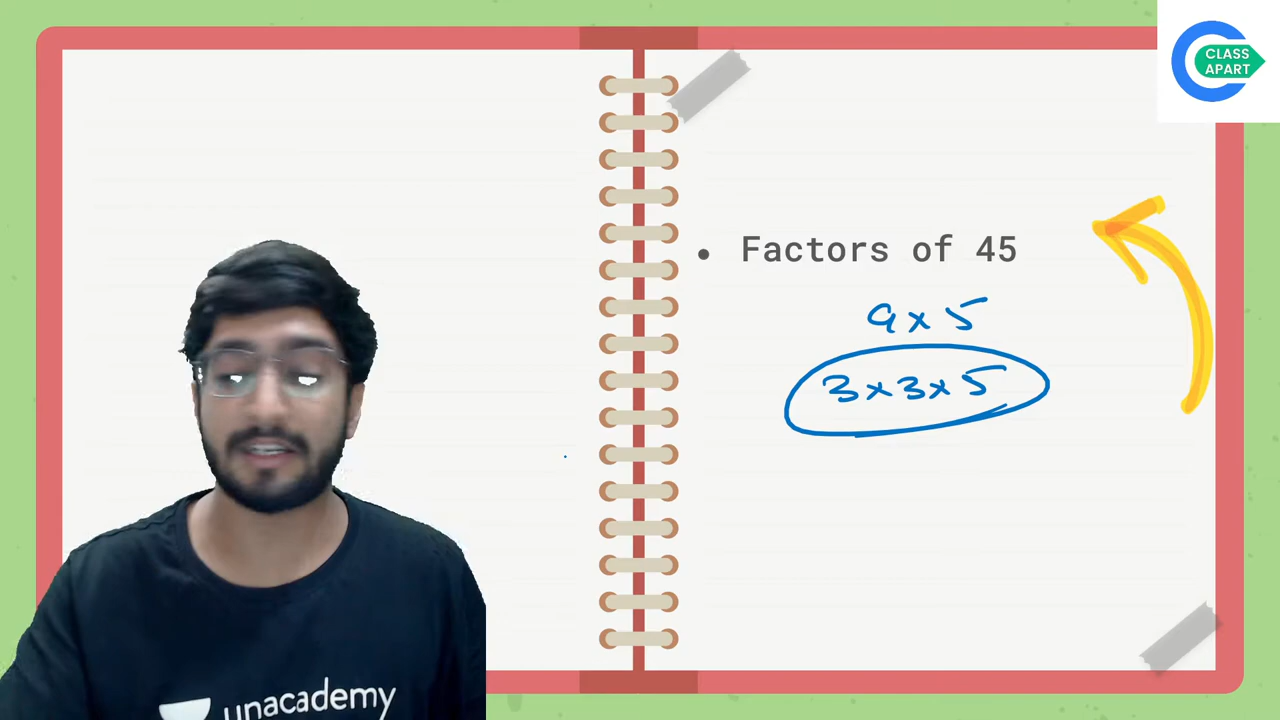 CLASS
APART
• Factors of 45
9 x 5
3 x 3 x 5
unacademy